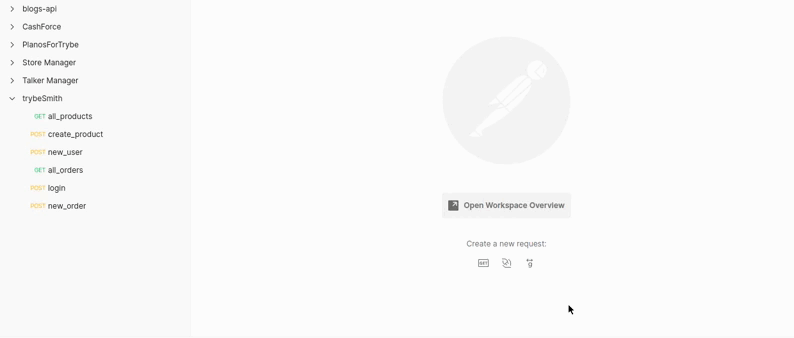 blogs-api
CashForce
PlanosForTrybe
Store Manager
Talker Manager
trybeSmith
GET all_products
POST create_product
POST new_user
GET all_orders
POST login
POST new_order
Open Workspace Overview
Create a new request:
GET
g